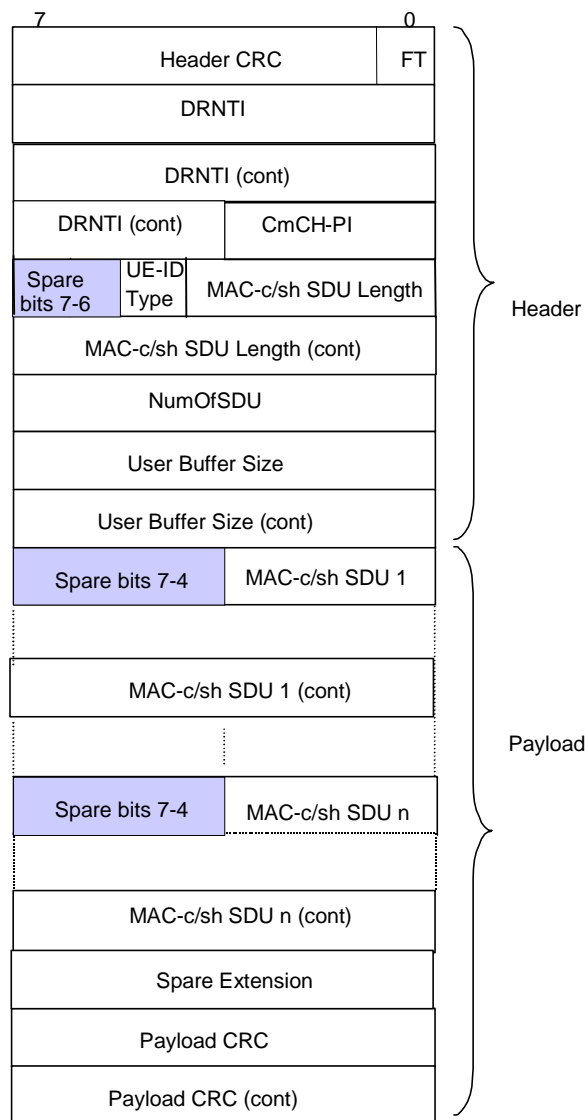 7 0
Header CRC FT
DRNTI
DRNTI (cont)
DRNTI (cont) CmCH-PI
Spare bits 7-6 UE-ID Type MAC-c/sh SDU Length
MAC-c/sh SDU Length (cont)
NumOfSDU
User Buffer Size
User Buffer Size (cont)
Header
Spare bits 7-4 MAC-c/sh SDU 1
MAC-c/sh SDU 1 (cont)
Spare bits 7-4 MAC-c/sh SDU n
MAC-c/sh SDU n (cont)
Spare Extension
Payload CRC
Payload CRC (cont)
Payload